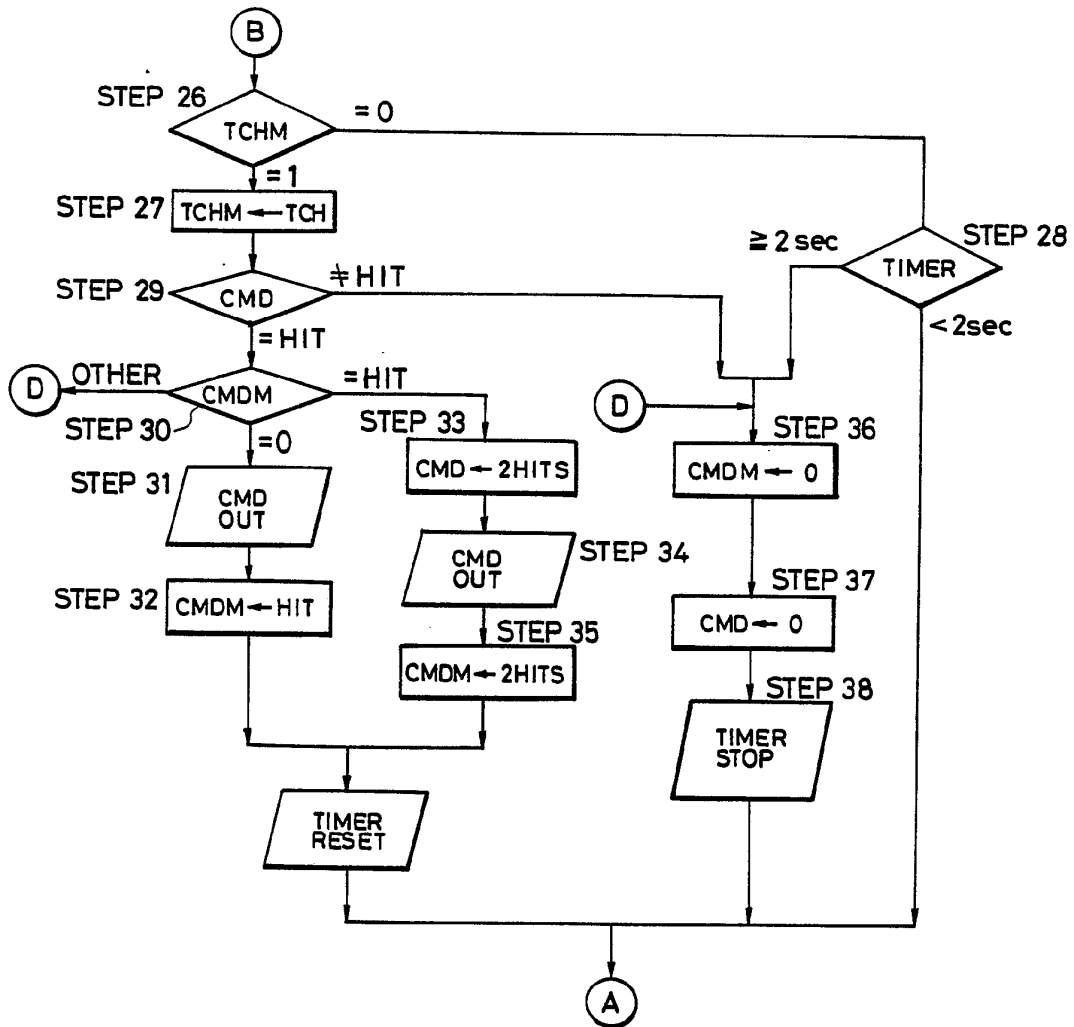 B
STEP 26
= 0
TCHM
= 1
STEP 27
TCHM ← TCH
STEP 28
≧ 2 sec
TIMER
< 2sec
STEP 29
≠HIT
CMD
=HIT
D
OTHER
CMDM
=HIT
STEP 30
=0
STEP 31
CMD
OUT
STEP 32
CMDM ← HIT
STEP 33
CMD ← 2HITS
CMD
OUT
STEP 34
STEP 35
CMDM ← 2HITS
D
STEP 36
CMDM ← 0
STEP 37
CMD ← 0
STEP 38
TIMER
STOP
TIMER
RESET
A